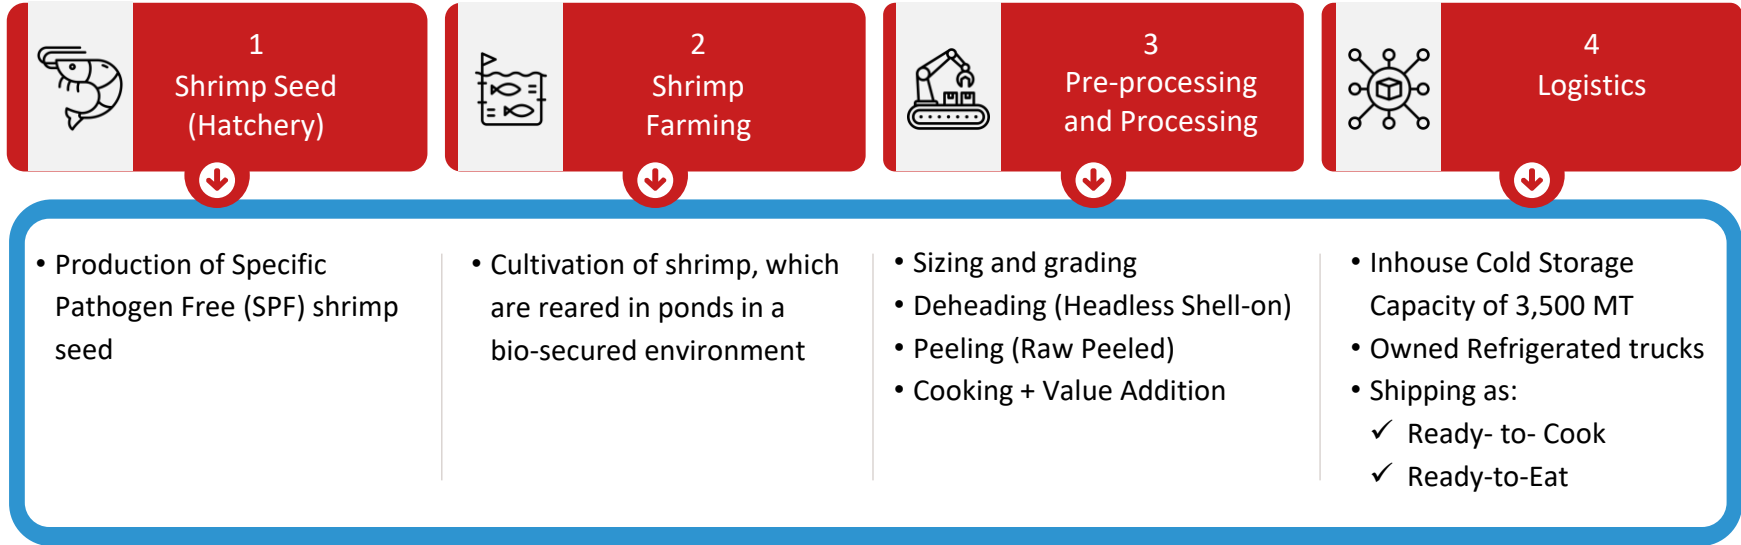 1
Shrimp Seed
(Hatchery)
2
Shrimp
Farming
3
Pre-processing
and Processing
4
Logistics
• Production of Specific
Pathogen Free (SPF) shrimp
seed
• Cultivation of shrimp, which
are reared in ponds in a
bio-secured environment
• Sizing and grading
• Deheading (Headless Shell-on)
• Peeling (Raw Peeled)
• Cooking + Value Addition
• Inhouse Cold Storage
Capacity of 3,500 MT
• Owned Refrigerated trucks
• Shipping as:
✓ Ready- to- Cook
✓ Ready-to-Eat